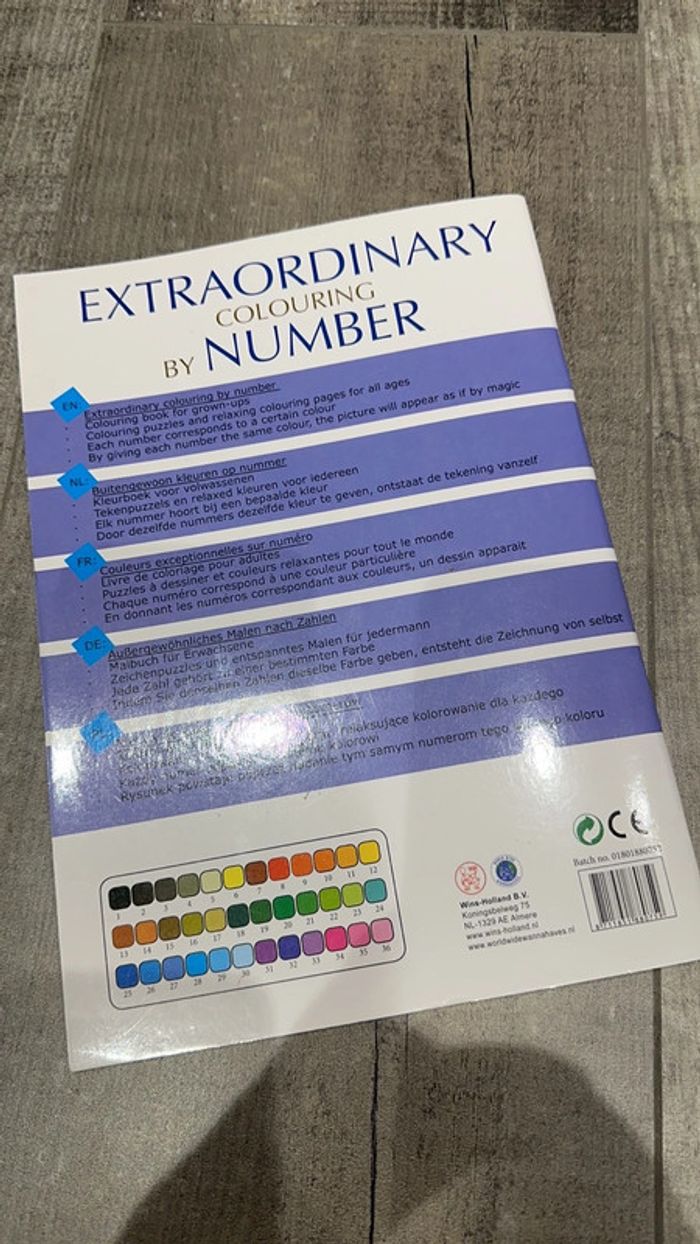 EXTRAORDINARY
COLOURING
BY NUMBER
EN:
Extraordinary colouring by number
Colouring book for grown-ups
Colouring puzzles and relaxing colouring pages for all ages
Each number corresponds to a certain colour
By giving each number the same colour, the picture will appear as if by magic
NL:
Buitengewoon kleuren op nummer
Kleurboek voor volwassenen
Tekenpuzzels en relaxed kleuren voor iedereen
Elk nummer hoort bij een bepaalde kleur
Door dezelfde nummers dezelfde kleur te geven, ontstaat de tekening vanzelf
FR:
Couleurs exceptionnelles sur numéro
Livre de coloriage pour adultes
Puzzles à dessiner et couleurs relaxantes pour tout le monde
Chaque numéro correspond à une couleur particulière
En donnant les numéros correspondant aux couleurs, un dessin apparait
DE:
Außergewöhnliches Malen nach Zahlen
Malbuch für Erwachsene
Zeichenpuzzles und entspanntes Malen für jedermann
Jede Zahl gehört zu einer bestimmten Farbe
Indem Sie denselben Zahlen dieselbe Farbe geben, entsteht die Zeichnung von selbst
relaksujące kolorowanie dla każdego
kolorowi
Rysunek powstaje poprzez nadanie tym samym numerom tego samego koloru
1 2 3 4 5 6 7 8 9 10 11 12
13 14 15 16 17 18 19 20 21 22 23 24
25 26 27 28 29 30 31 32 33 34 35 36
CE
Batch no.
Wins-Holland B.V.
Koningsbelweg 75
NL-1329 AE Almere
www.wins-holland.nl
www.worldwidewannahaves.nl